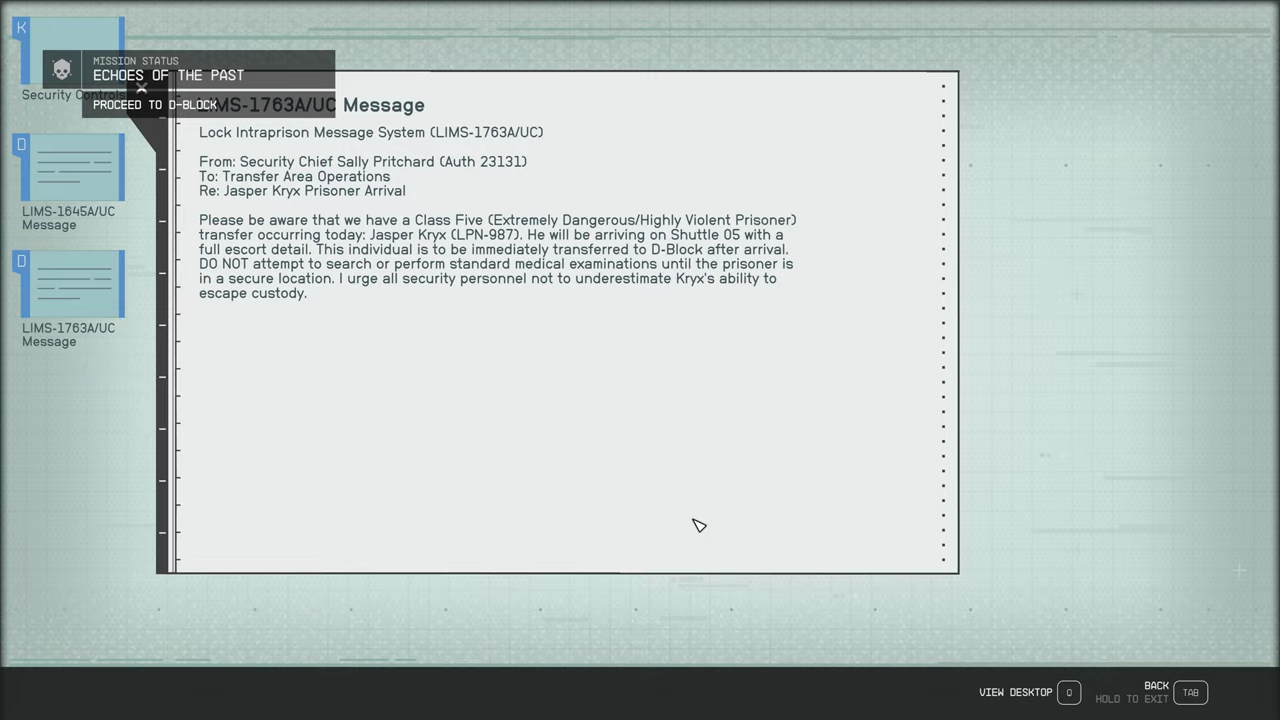 K
MISSION STATUS
ECHOES OF THE PAST
Security Controls
PROCEED TO D-BLOCK
LIMS-1763A/UC Message
Lock Intraprison Message System (LIMS-1763A/UC)
From: Security Chief Sally Pritchard (Auth 23131)
To: Transfer Area Operations
Re: Jasper Kryx Prisoner Arrival
Please be aware that we have a Class Five (Extremely Dangerous/Highly Violent Prisoner)
transfer occurring today: Jasper Kryx (LPN-987). He will be arriving on Shuttle 05 with a
full escort detail. This individual is to be immediately transferred to D-Block after arrival.
DO NOT attempt to search or perform standard medical examinations until the prisoner is
in a secure location. I urge all security personnel not to underestimate Kryx's ability to
escape custody.
D
LIMS-1645A/UC
Message
D
LIMS-1763A/UC
Message
VIEW DESKTOP Q
BACK
HOLD TO EXIT TAB